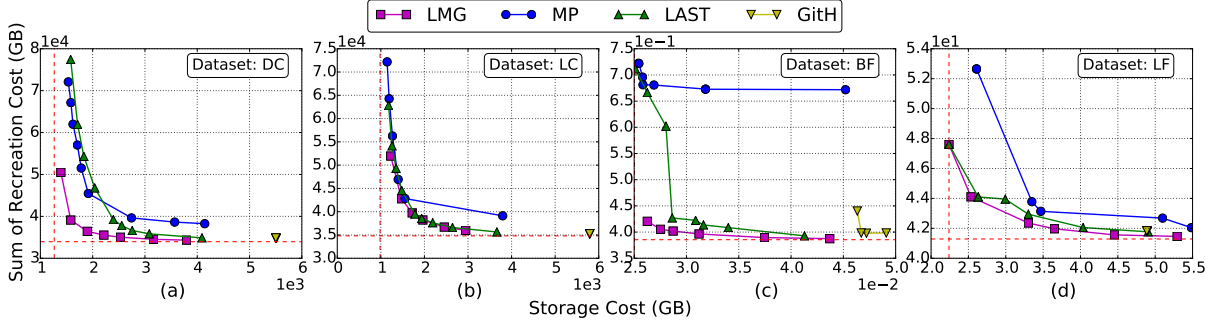 LMG MP LAST GitH
Sum of Recreation Cost (GB)
1e4
8
7
6
5
4
3
Dataset: DC
1 2 3 4 5 6
1e3
(a)
1e4
7.5
7.0
6.5
6.0
5.5
5.0
4.5
4.0
3.5
3.0
Dataset: LC
0 1 2 3 4 5 6
1e3
(b)
1e−1
7.5
7.0
6.5
6.0
5.5
5.0
4.5
4.0
3.5
Dataset: BF
2.5 3.0 3.5 4.0 4.5 5.0
1e−2
(c)
1e1
5.4
5.2
5.0
4.8
4.6
4.4
4.2
4.0
Dataset: LF
2.0 2.5 3.0 3.5 4.0 4.5 5.0 5.5
(d)
Storage Cost (GB)